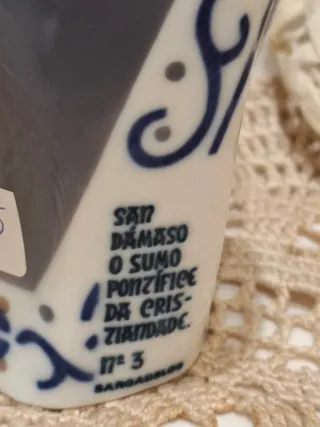 SAN
DÁMASO
O SUMO
PONTÍFICE
DA CRIS-
TIANDADE.
Nº 3
SARGADELOS